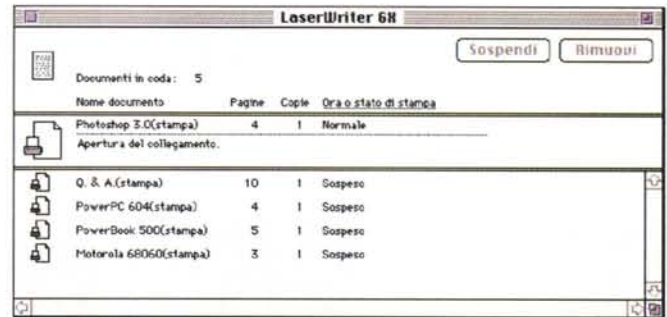 LaserWriter 6X
Sospendi Rimuovi
Documenti in coda: 5
Nome documento Pagine Copie Ora o stato di stampa
Photoshop 3.0(stampa) 4 1 Normale
Apertura del collegamento.
Q. & A.(stampa) 10 1 Sospeso
PowerPC 604(stampa) 4 1 Sospeso
PowerBook 500(stampa) 5 1 Sospeso
Motorola 68060(stampa) 3 1 Sospeso